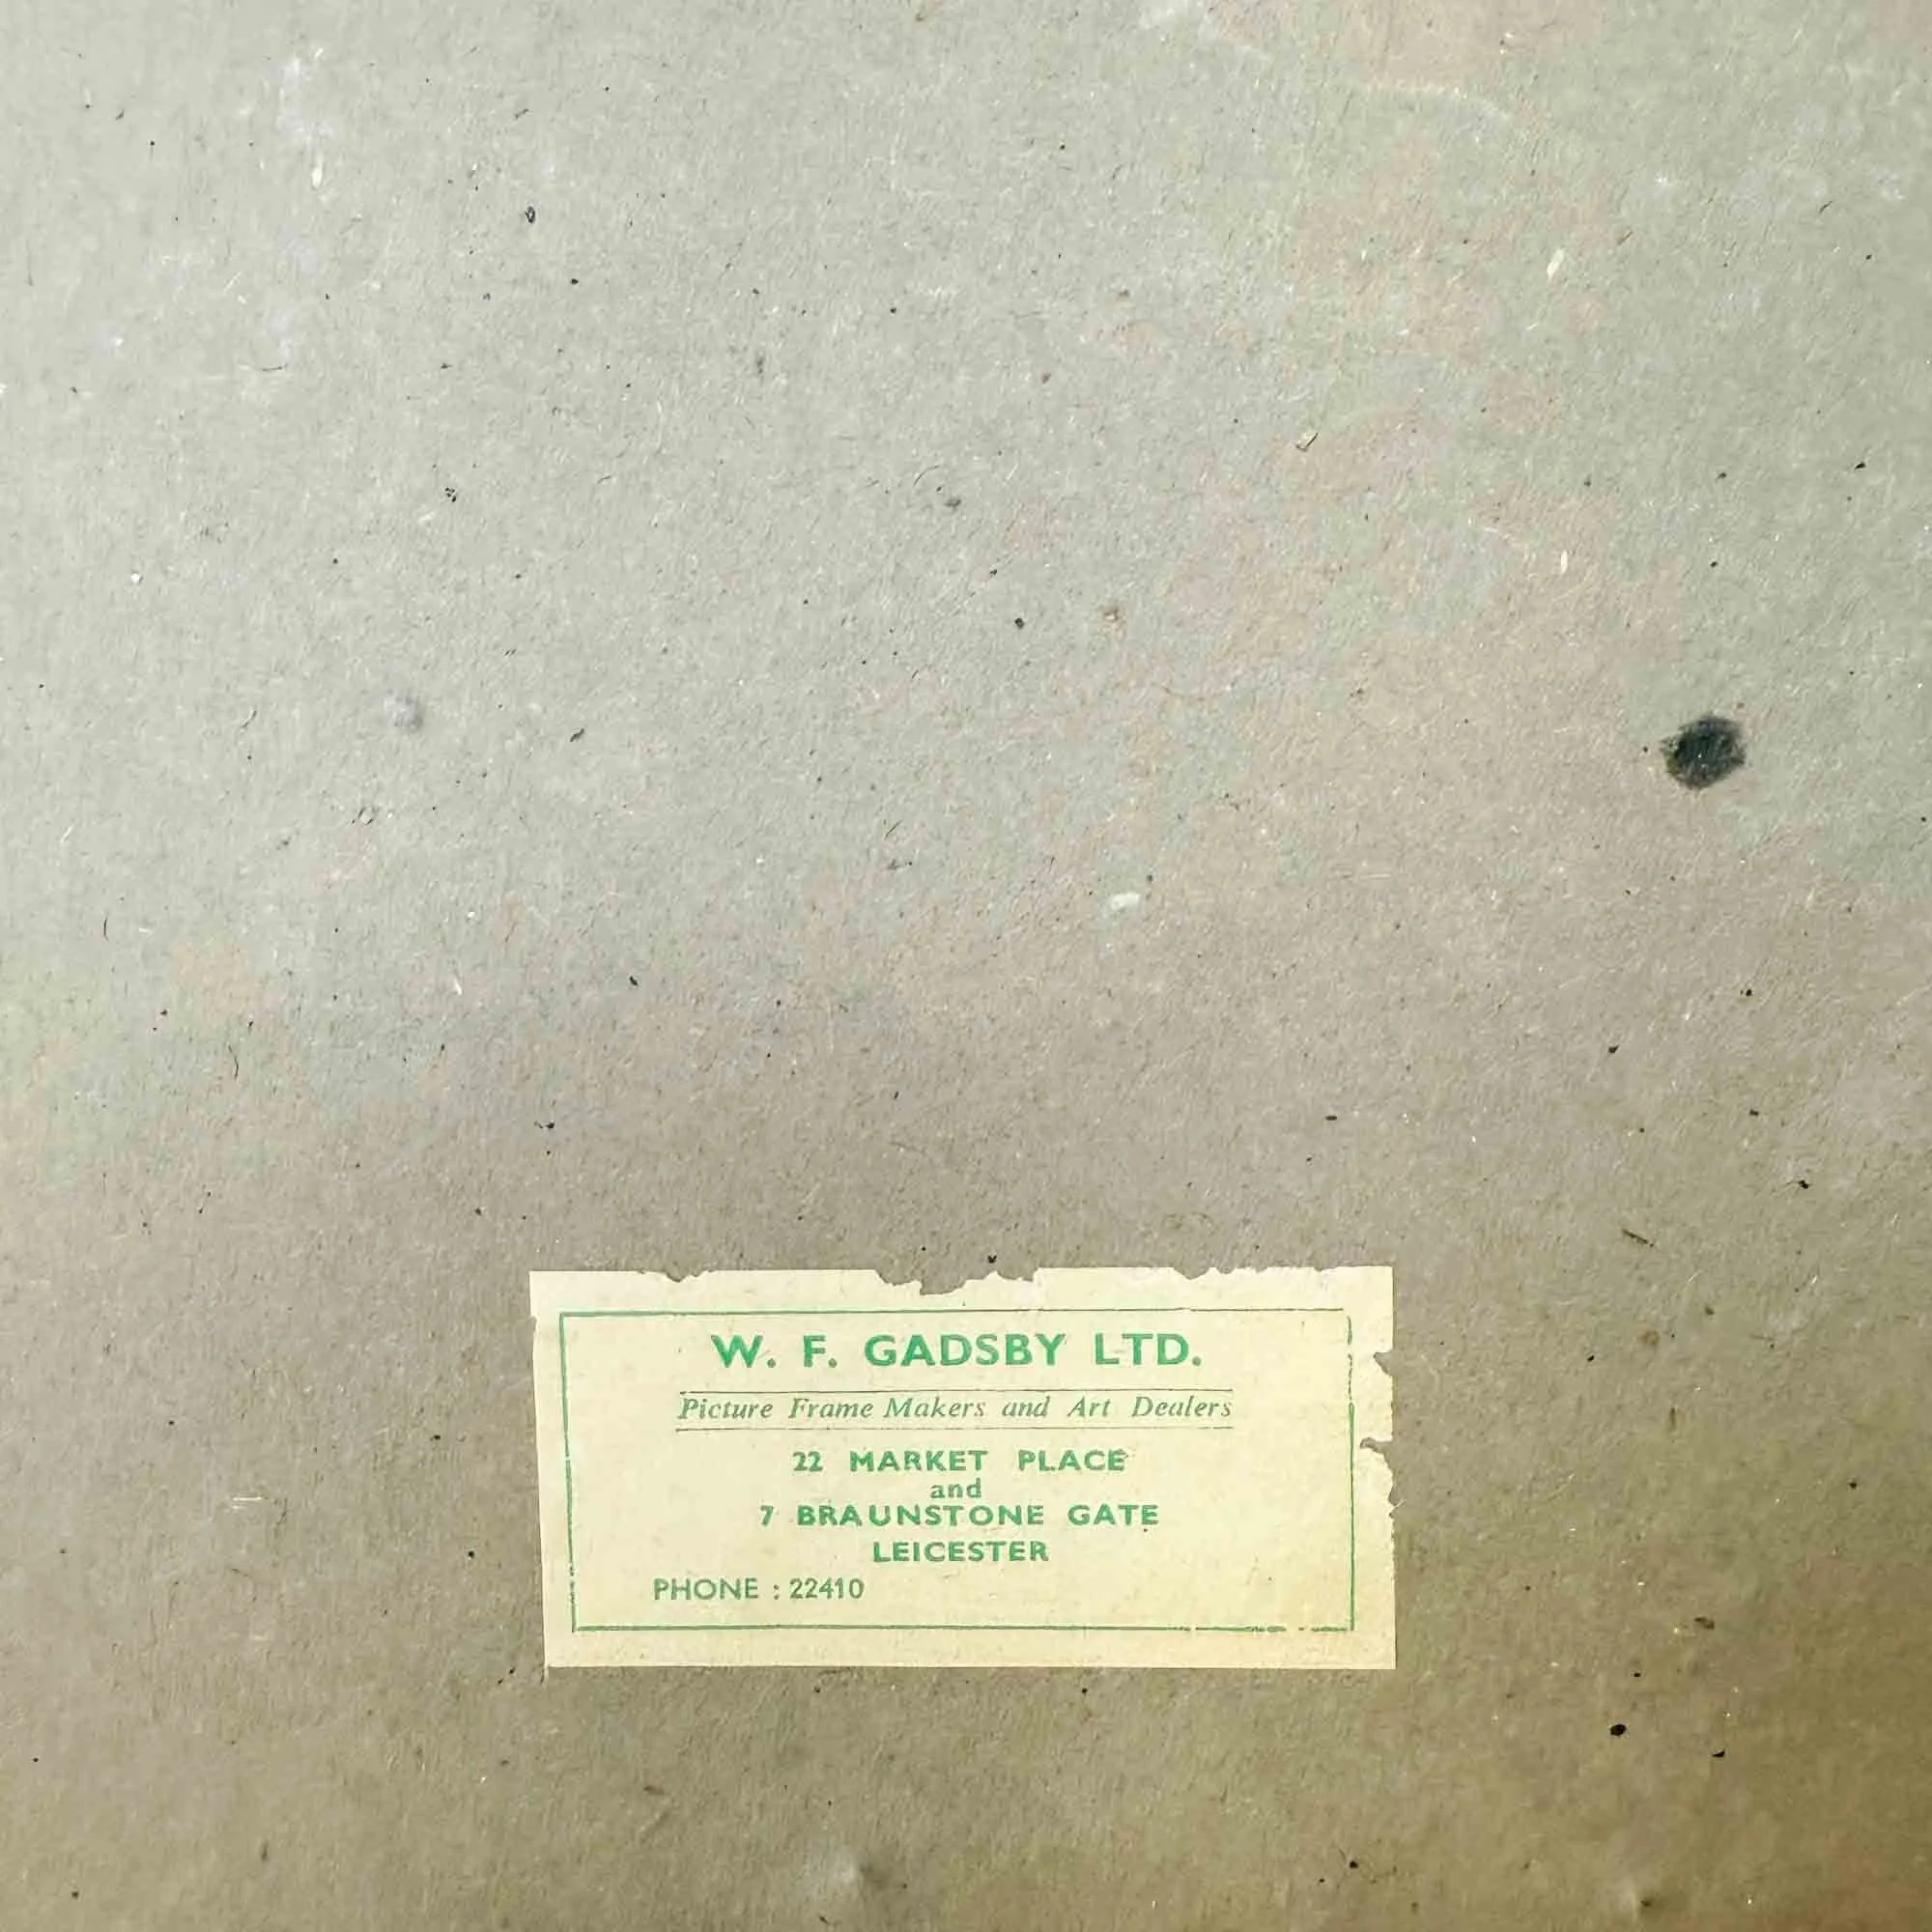 W. F. GADSBY LTD.
Picture Frame Makers and Art Dealers
22 MARKET PLACE
and
7 BRAUNSTONE GATE
LEICESTER
PHONE : 22410